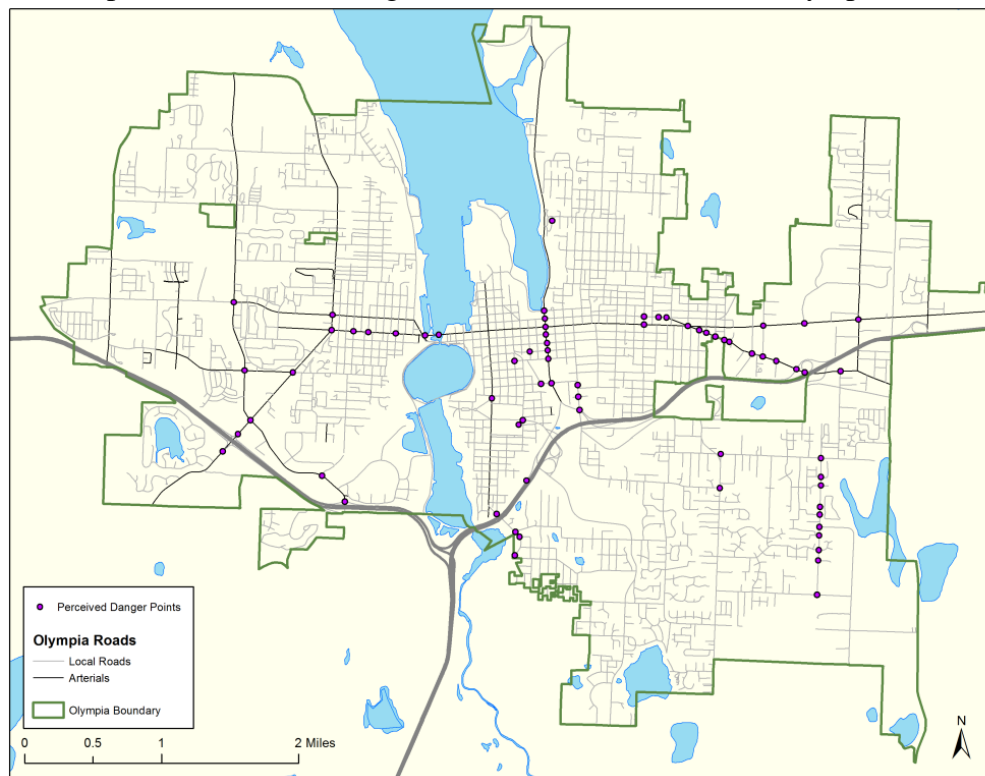 Perceived Danger Points
Olympia Roads
Local Roads
Arterials
Olympia Boundary
0 0.5 1 2 Miles
N